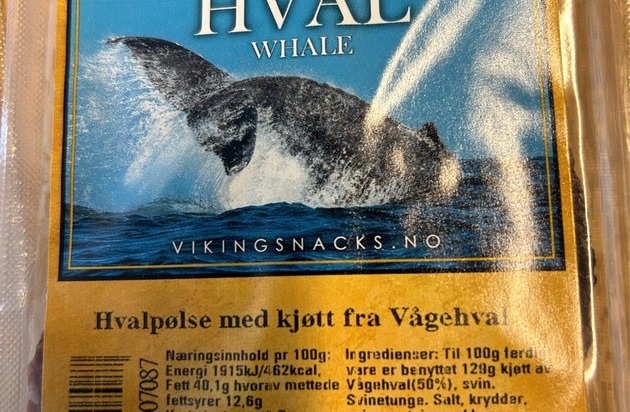 HVAL
WHALE
VIKINGSNACKS.NO
Hvalpølse med kjøtt fra Vågehval
Næringsinnhold pr 100g:
Energi 1915kJ/462kcal,
Fett 40,1g hvorav mettede
fettsyrer 12,6g
Ingredienser: Til 100g ferdig
vare er benyttet 129g kjøtt av
Vågehval(50%), svin.
Svinetunge. Salt, krydder,
07087